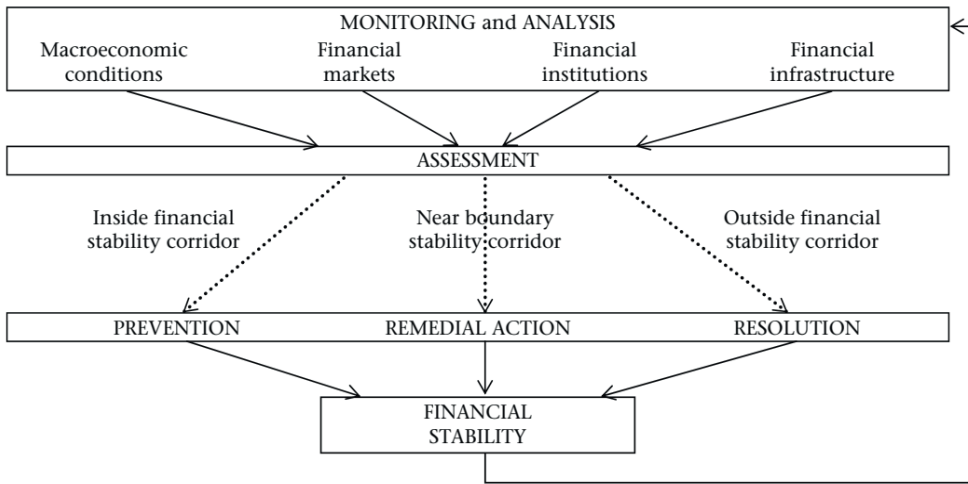 MONITORING and ANALYSIS
Macroeconomic
conditions
Financial
markets
Financial
institutions
Financial
infrastructure
ASSESSMENT
Inside financial
stability corridor
Near boundary
stability corridor
Outside financial
stability corridor
PREVENTION
REMEDIAL ACTION
RESOLUTION
FINANCIAL
STABILITY